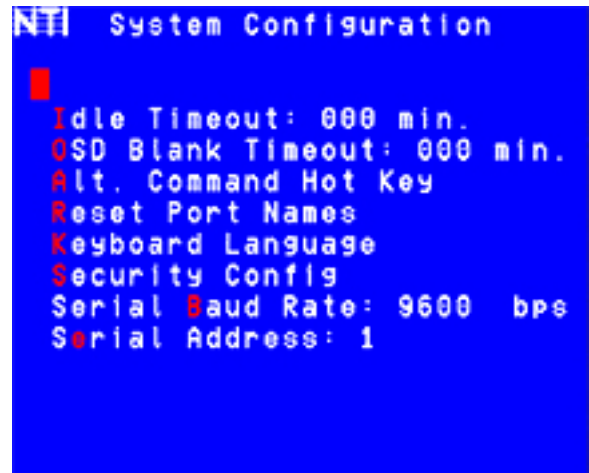 NTI System Configuration
Idle Timeout: 000 min.
OSD Blank Timeout: 000 min.
Alt. Command Hot Key
Reset Port Names
Keyboard Language
Security Config
Serial Baud Rate: 9600 bps
Serial Address: 1